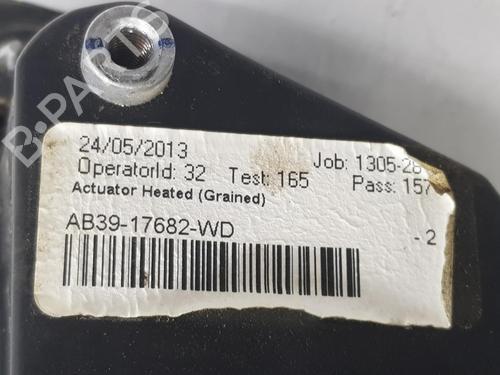 B-PARTS
24/05/2013
OperatorId: 32 Test: 165 Job: 1305-28
Actuator Heated (Grained) Pass: 157
AB39-17682-WD - 2